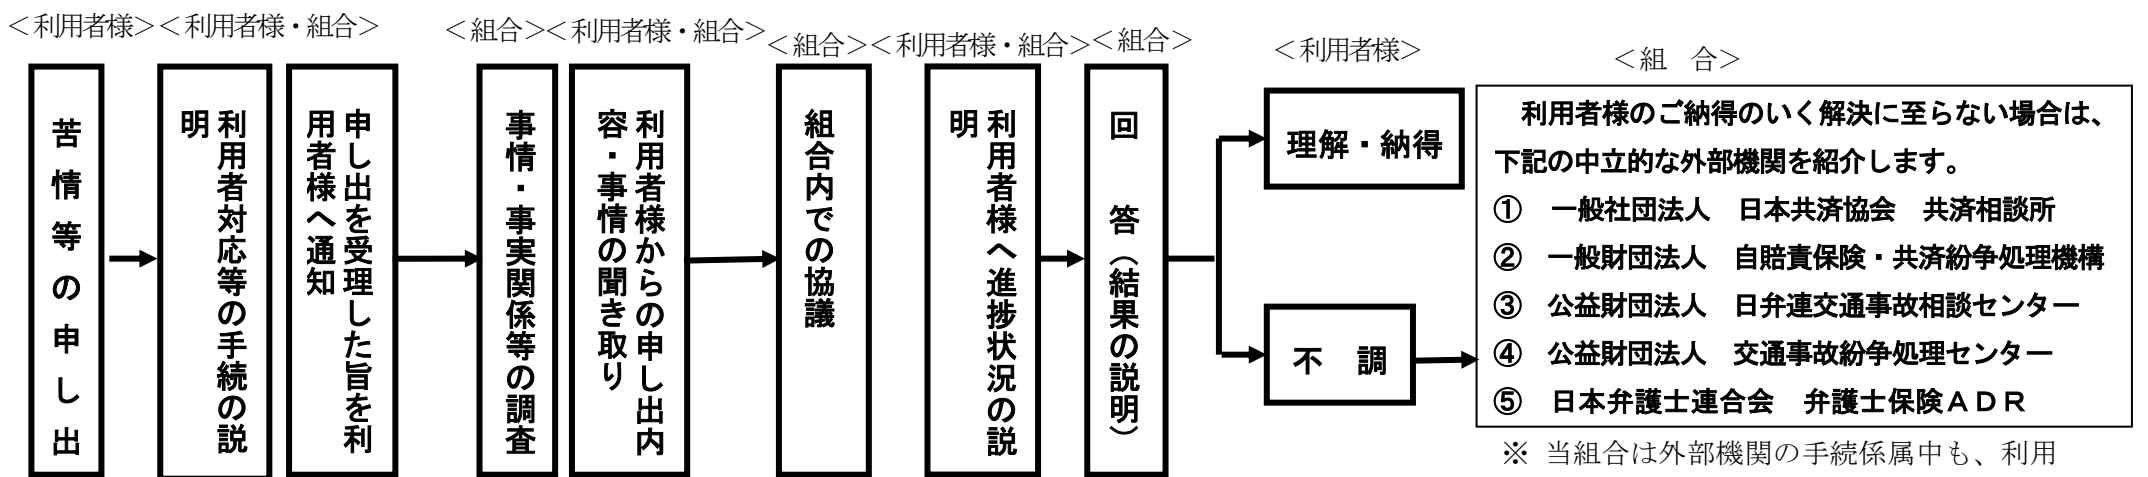 ＜利用者様＞＜利用者様・組合＞
＜組合＞＜利用者様・組合＞
＜組合＞＜利用者様・組合＞
＜組合＞
＜利用者様＞
＜組　合＞
苦情等の申し出
利用者対応等の手続の説
明
申し出を受理した旨を利
用者様へ通知
事情・事実関係等の調査
利用者様からの申し出内
容・事情の聞き取り
組合内での協議
利用者様へ進捗状況の説
明
回　答（結果の説明）
理解・納得
不　調
利用者様のご納得のいく解決に至らない場合は、
下記の中立的な外部機関を紹介します。
①　一般社団法人　日本共済協会　共済相談所
②　一般財団法人　自賠責保険・共済紛争処理機構
③　公益財団法人　日弁連交通事故相談センター
④　公益財団法人　交通事故紛争処理センター
⑤　日本弁護士連合会　弁護士保険ＡＤＲ
※ 当組合は外部機関の手続係属中も、利用